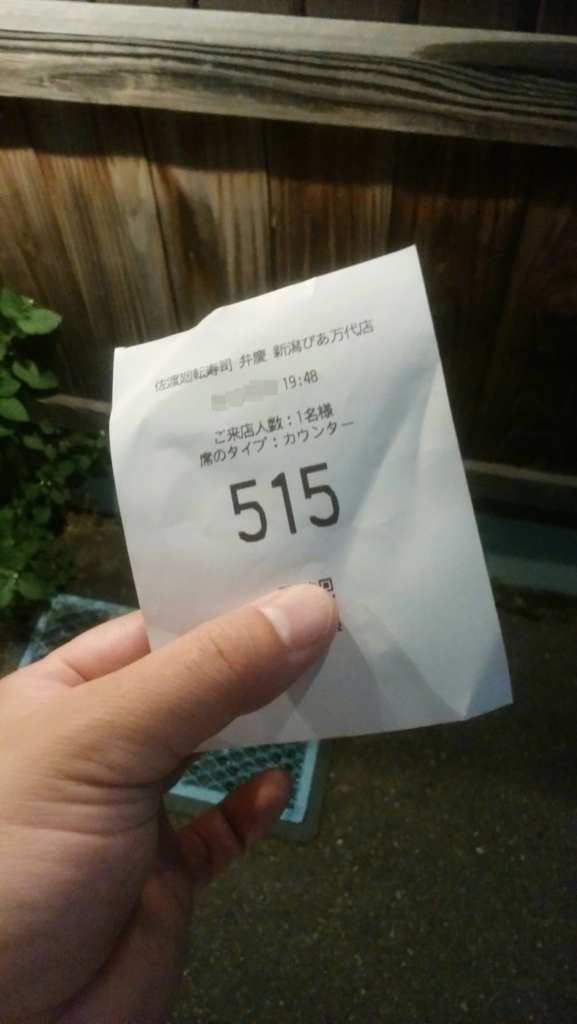 佐渡廻転寿司 弁慶 新潟ぴあ万代店
19:48
ご来店人数：1名様
席のタイプ：カウンター
515